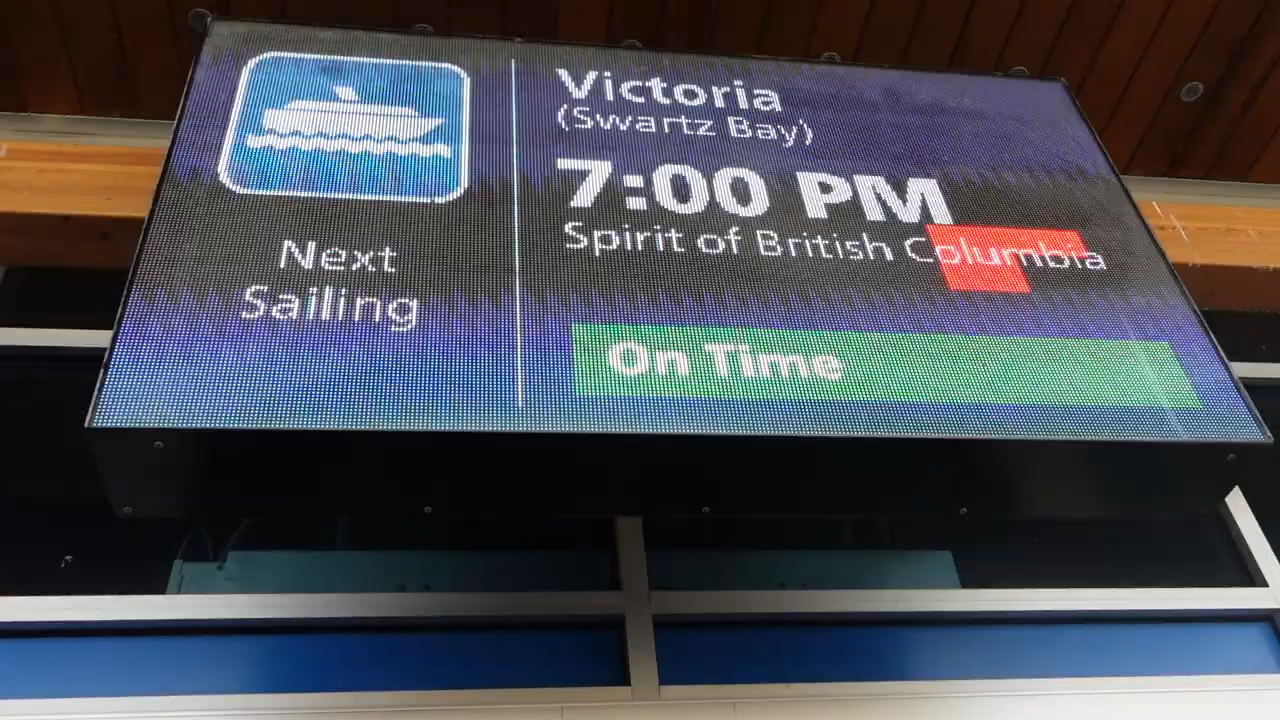 Next
Sailing
Victoria
(Swartz Bay)
7:00 PM
Spirit of British Columbia
On Time